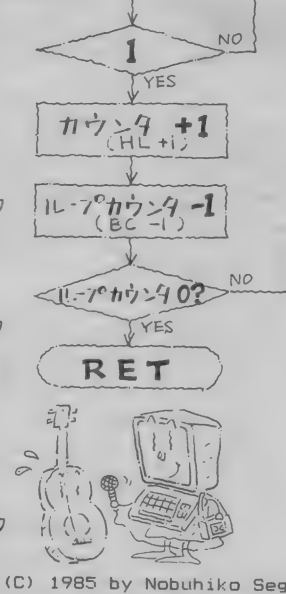 1
NO
YES
カウンタ +1
(HL +1)
ループカウンタ -1
(BC -1)
ループカウンタ 0?
NO
YES
RET
(C) 1985 by Nobuhiko Seg